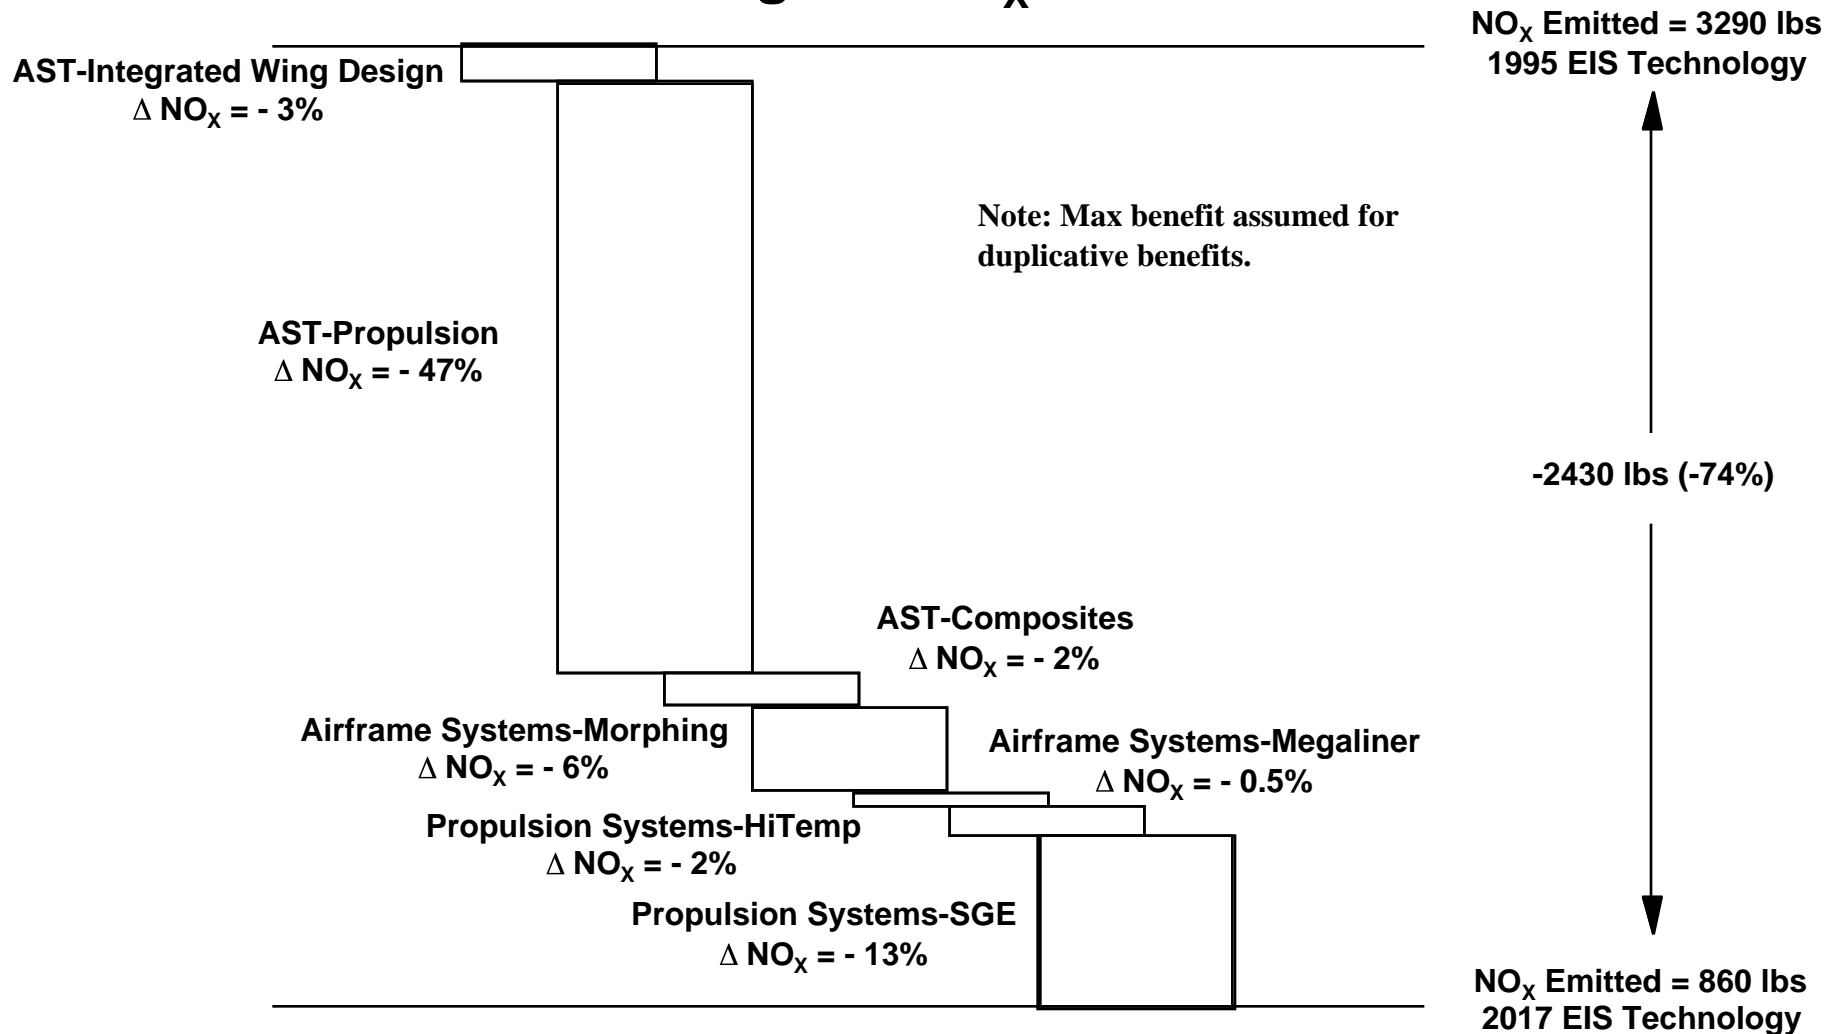 NOX Emitted = 3290 lbs
1995 EIS Technology
AST-Integrated Wing Design
Δ NOX = - 3%
Note: Max benefit assumed for
duplicative benefits.
AST-Propulsion
Δ NOX = - 47%
-2430 lbs (-74%)
AST-Composites
Δ NOX = - 2%
Airframe Systems-Morphing
Δ NOX = - 6%
Airframe Systems-Megaliner
Δ NOX = - 0.5%
Propulsion Systems-HiTemp
Δ NOX = - 2%
Propulsion Systems-SGE
Δ NOX = - 13%
NOX Emitted = 860 lbs
2017 EIS Technology